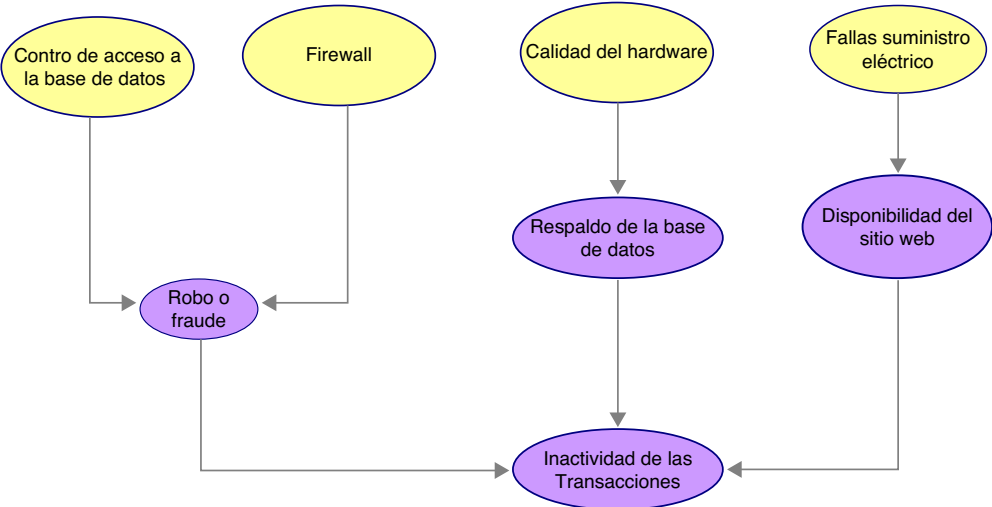 Contro de acceso a
la base de datos
Firewall
Calidad del hardware
Fallas suministro
eléctrico
Respaldo de la base
de datos
Disponibilidad del
sitio web
Robo o
fraude
Inactividad de las
Transacciones